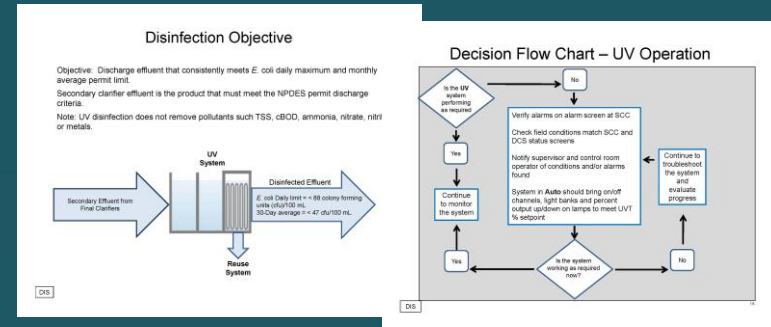 Disinfection Objective
Objective: Discharge effluent that consistently meets E. coli daily maximum and monthly
average permit limit.
Secondary clarifier effluent is the product that must meet the NPDES permit discharge
criteria.
Note: UV disinfection does not remove pollutants such TSS, cBOD, ammonia, nitrate,
or metals.
UV
System
Secondary Effluent from
Final Clarifiers
Disinfected Effluent
E. coli Daily limit = < 88 colony forming
units (cfu)/100 mL
30-Day average = < 47 cfu/100 mL
Reuse
System
DIS
Decision Flow Chart – UV Operation
Is the UV
system
performing
as required
No
Yes
Continue
to monitor
the system
Yes
Verify alarms on alarm screen at SCC
Check field conditions match SCC and
DCS status screens
Notify supervisor and control room
operator of conditions and/or alarms
found
System in Auto should bring on/off
channels, light banks and percent
output up/down on lamps to meet UVT
% setpoint
Is the system
working as required
now?
Continue to
troubleshoot
the system
and
evaluate
progress
No
DIS